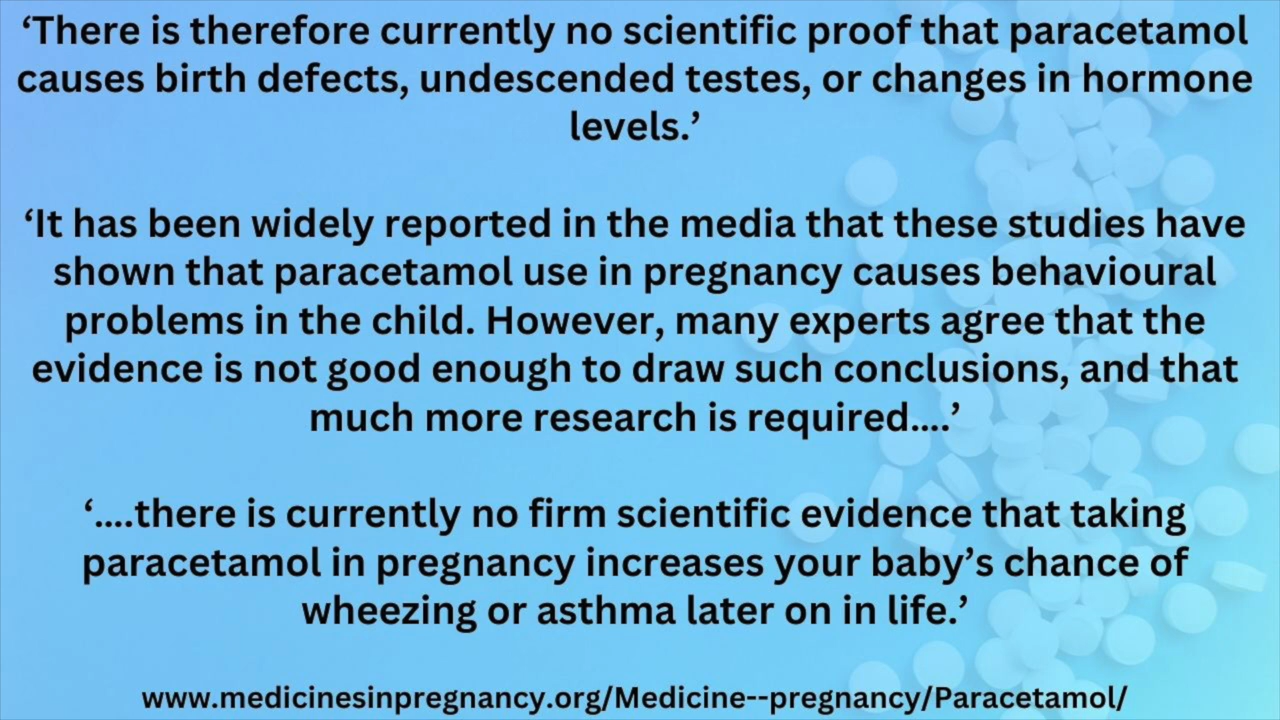 ‘There is therefore currently no scientific proof that paracetamol
causes birth defects, undescended testes, or changes in hormone
levels.’
‘It has been widely reported in the media that these studies have
shown that paracetamol use in pregnancy causes behavioural
problems in the child. However, many experts agree that the
evidence is not good enough to draw such conclusions, and that
much more research is required....’
‘....there is currently no firm scientific evidence that taking
paracetamol in pregnancy increases your baby’s chance of
wheezing or asthma later on in life.’
www.medicinesinpregnancy.org/Medicine--pregnancy/Paracetamol/